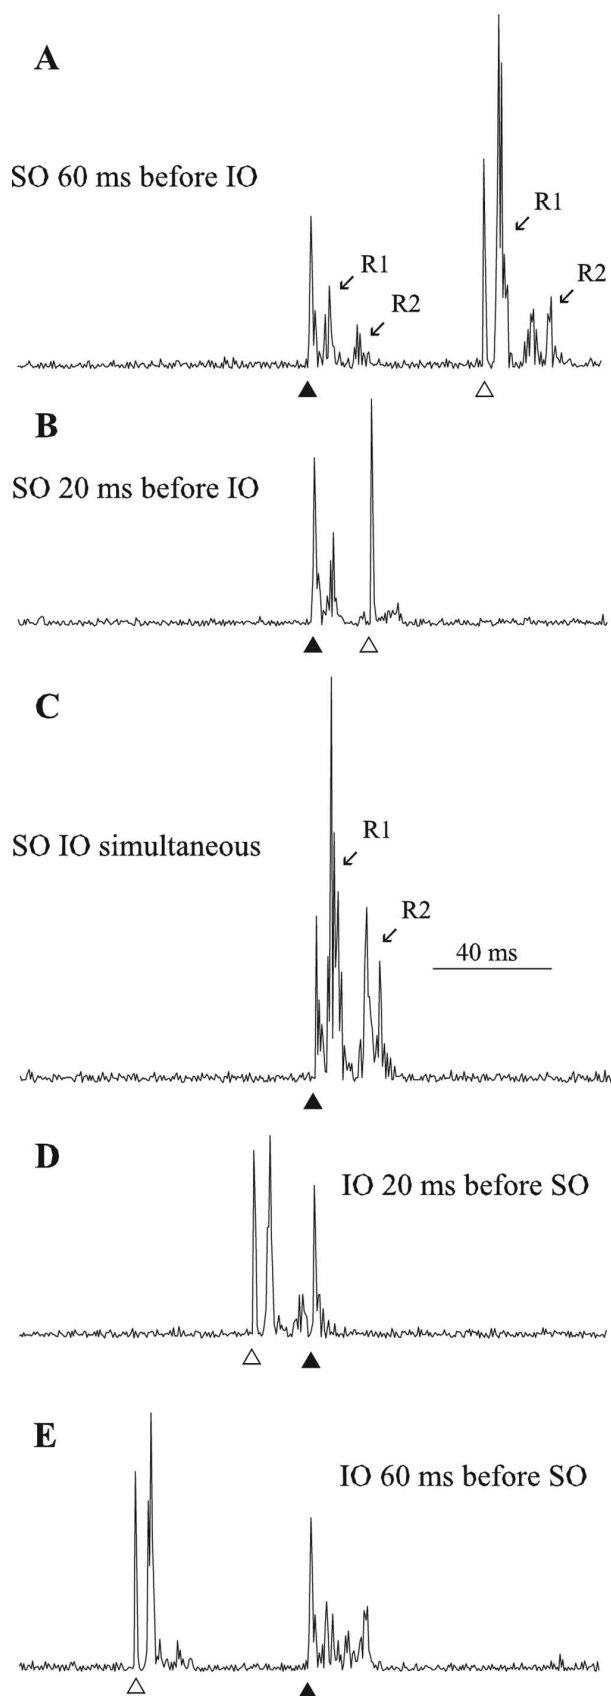 A
SO 60 ms before IO
R1
R2
R1
R2
B
SO 20 ms before IO
C
SO IO simultaneous
R1
R2
40 ms
D
IO 20 ms before SO
E
IO 60 ms before SO